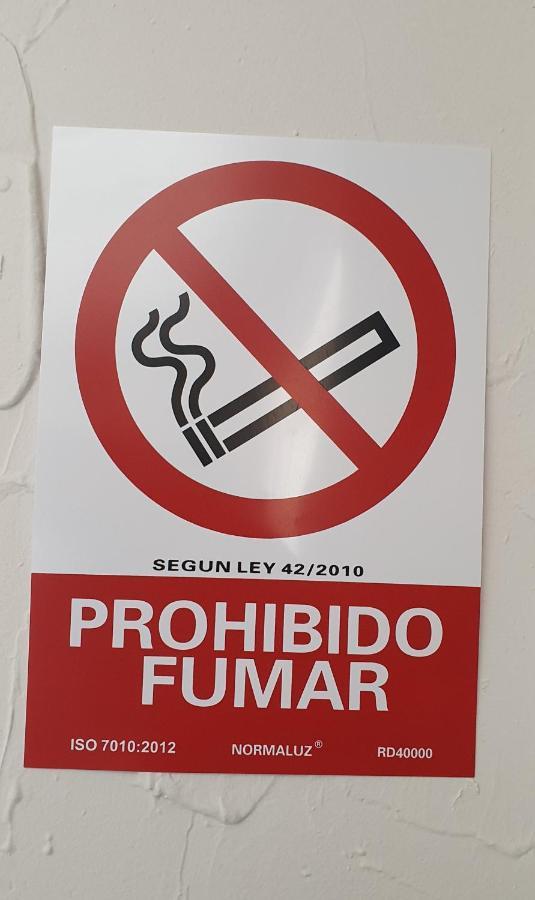 SEGUN LEY 42/2010
PROHIBIDO
FUMAR
ISO 7010:2012 NORMALUZ® RD40000